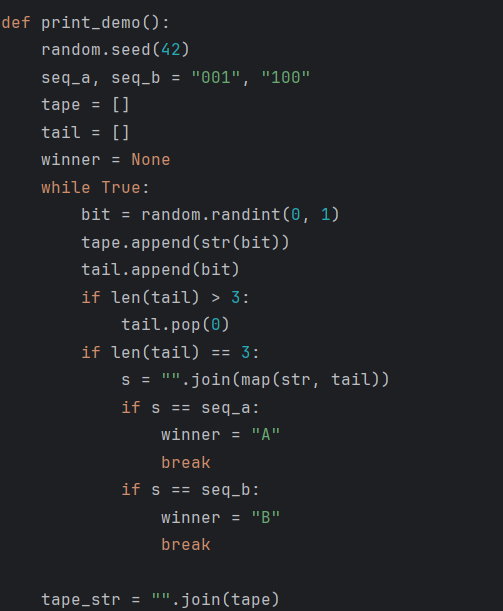 def print_demo():
    random.seed(42)
    seq_a, seq_b = "001", "100"
    tape = []
    tail = []
    winner = None
    while True:
        bit = random.randint(0, 1)
        tape.append(str(bit))
        tail.append(bit)
        if len(tail) > 3:
            tail.pop(0)
        if len(tail) == 3:
            s = "".join(map(str, tail))
            if s == seq_a:
                winner = "A"
                break
            if s == seq_b:
                winner = "B"
                break
    tape_str = "".join(tape)